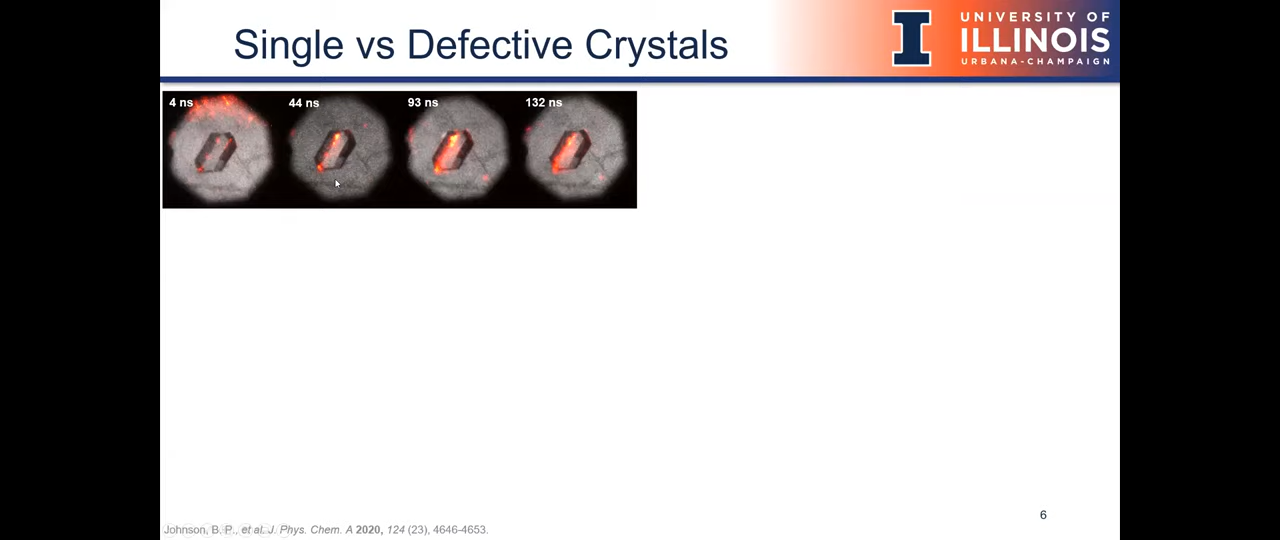 Single vs Defective Crystals
UNIVERSITY OF
ILLINOIS
URBANA-CHAMPAIGN
4 ns
44 ns
93 ns
132 ns
6
Johnson, B. P., et al. J. Phys. Chem. A 2020, 124 (23), 4646-4653.